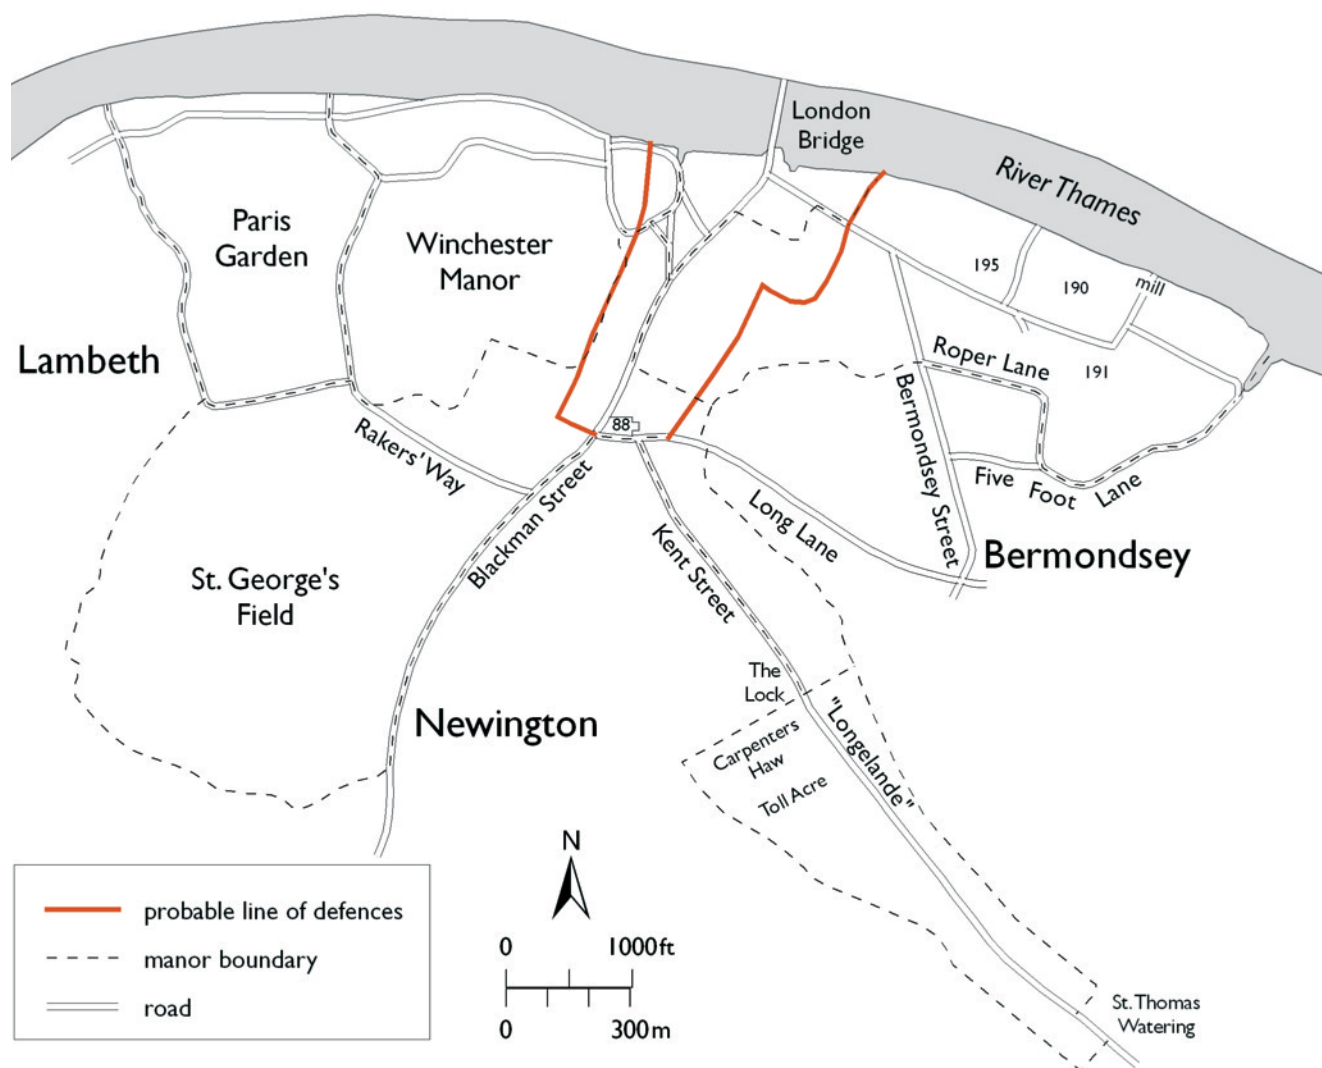 London
Bridge
River Thames
Paris
Garden
Winchester
Manor
195
190
mill
Lambeth
Roper Lane
191
88
Rakers' Way
Blackman Street
Bermondsey Street
Five Foot Lane
Long Lane
Kent Street
Bermondsey
St. George's
Field
The
Lock
"Longelande"
Newington
Carpenters
Haw
Toll Acre
N
probable line of defences
manor boundary
road
0 1000ft
0 300m
St. Thomas
Watering